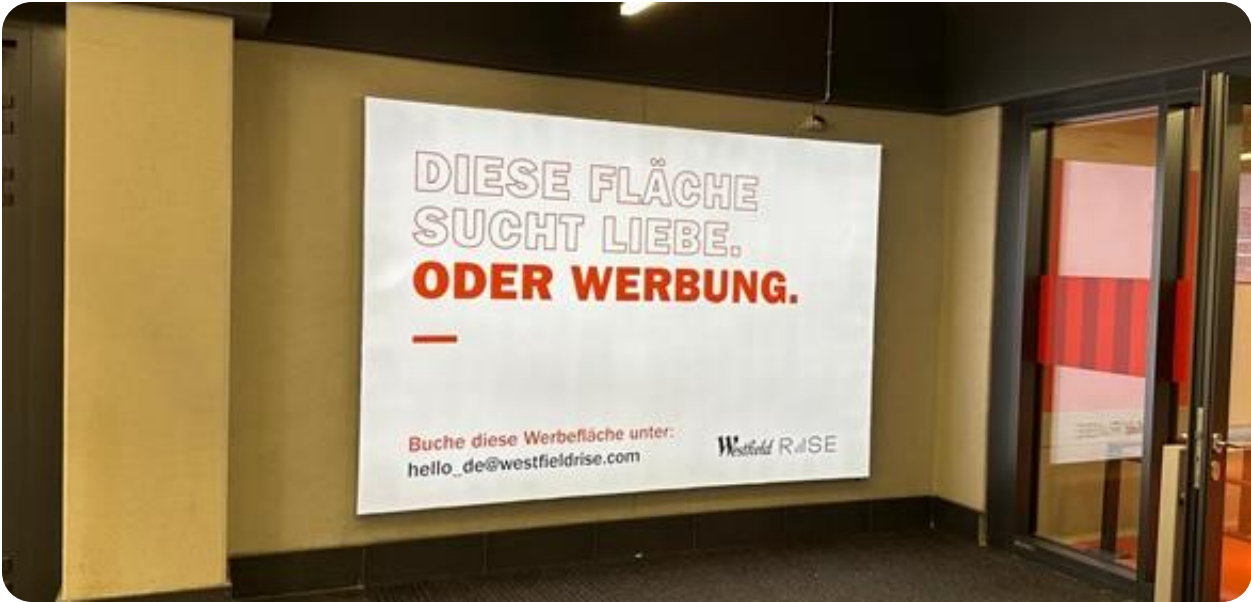 DIESE FLÄCHE
SUCHT LIEBE.
ODER WERBUNG.
Buche diese Werbefläche unter:
hello_de@westfieldrise.com
Westfield RISE